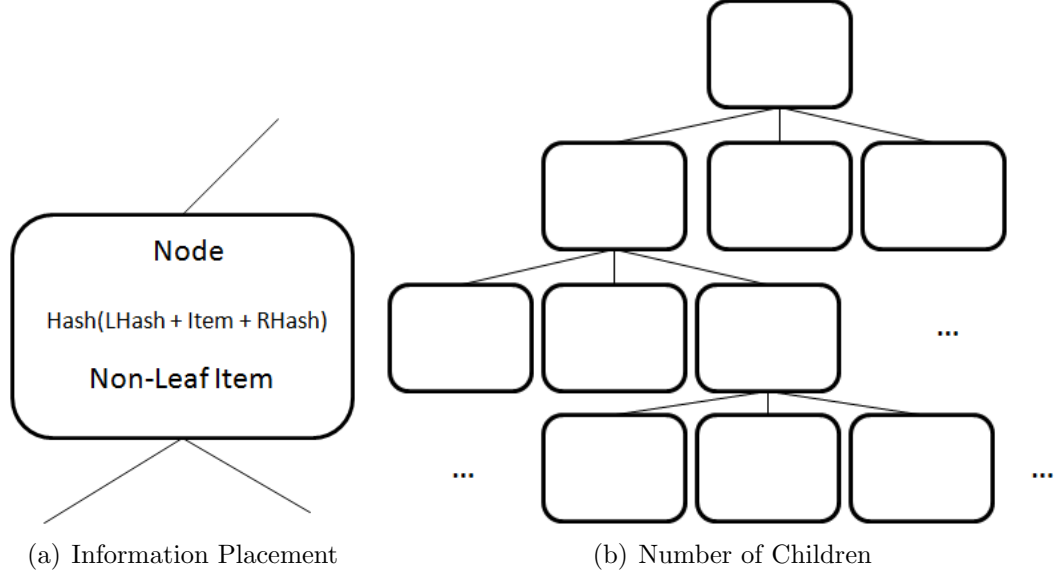 Node
Hash(LHash + Item + RHash)
Non-Leaf Item
...
...
...
(a) Information Placement
(b) Number of Children